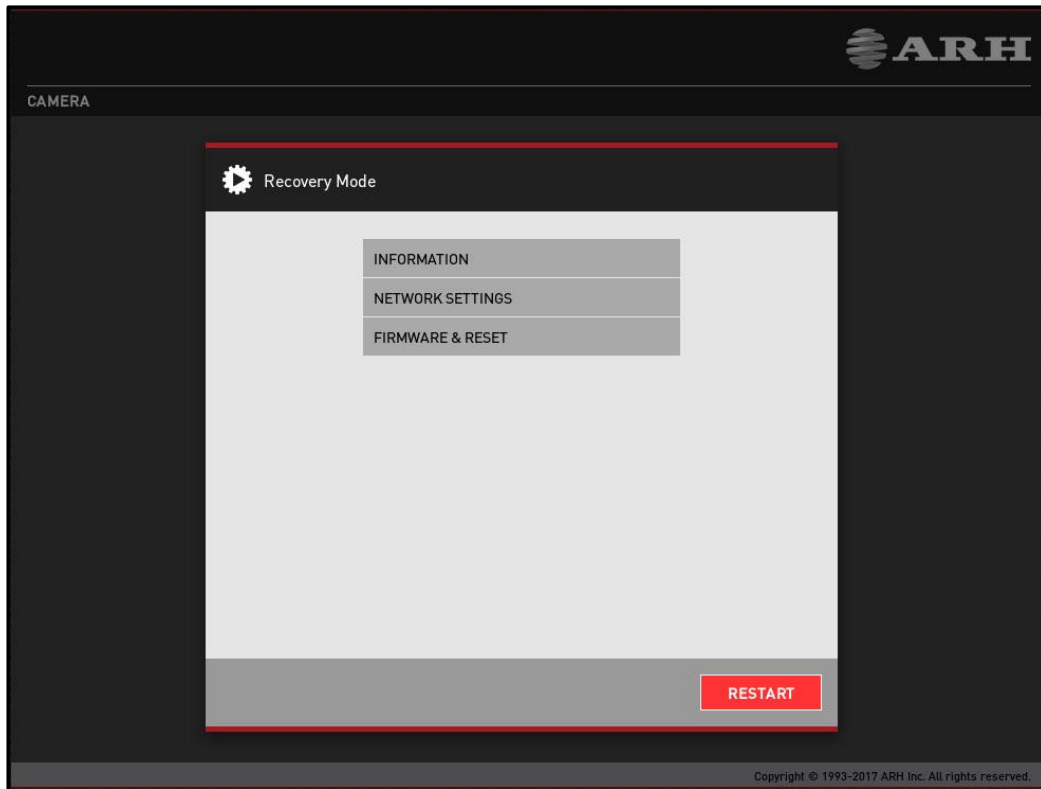 ARH
CAMERA
Recovery Mode
INFORMATION
NETWORK SETTINGS
FIRMWARE & RESET
RESTART
Copyright © 1993-2017 ARH Inc. All rights reserved.